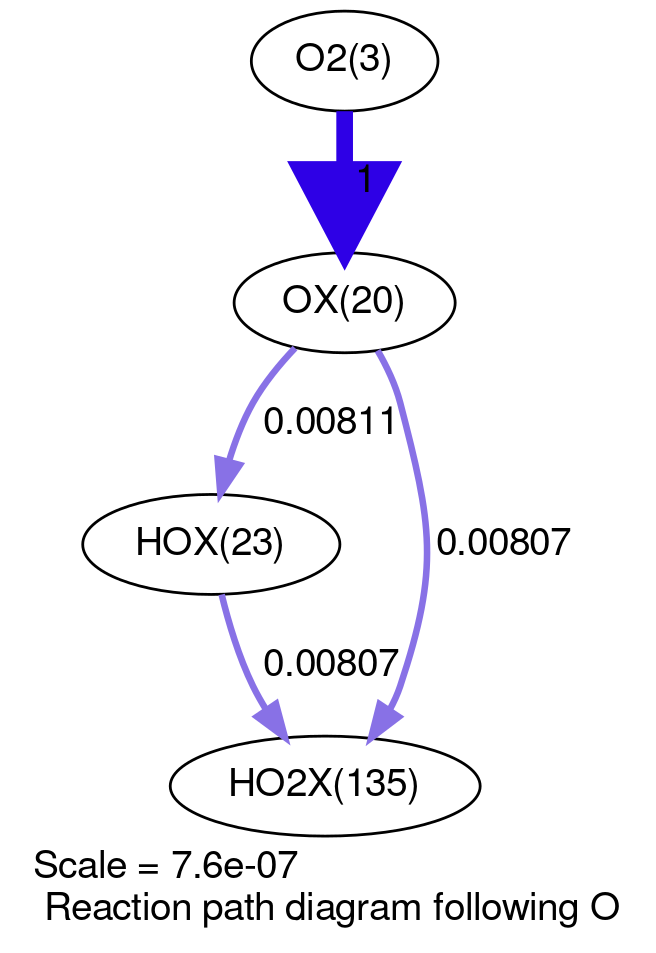 O2(3)
1
OX(20)
0.00811
HOX(23)
0.00807
0.00807
HO2X(135)
Scale = 7.6e-07
Reaction path diagram following O